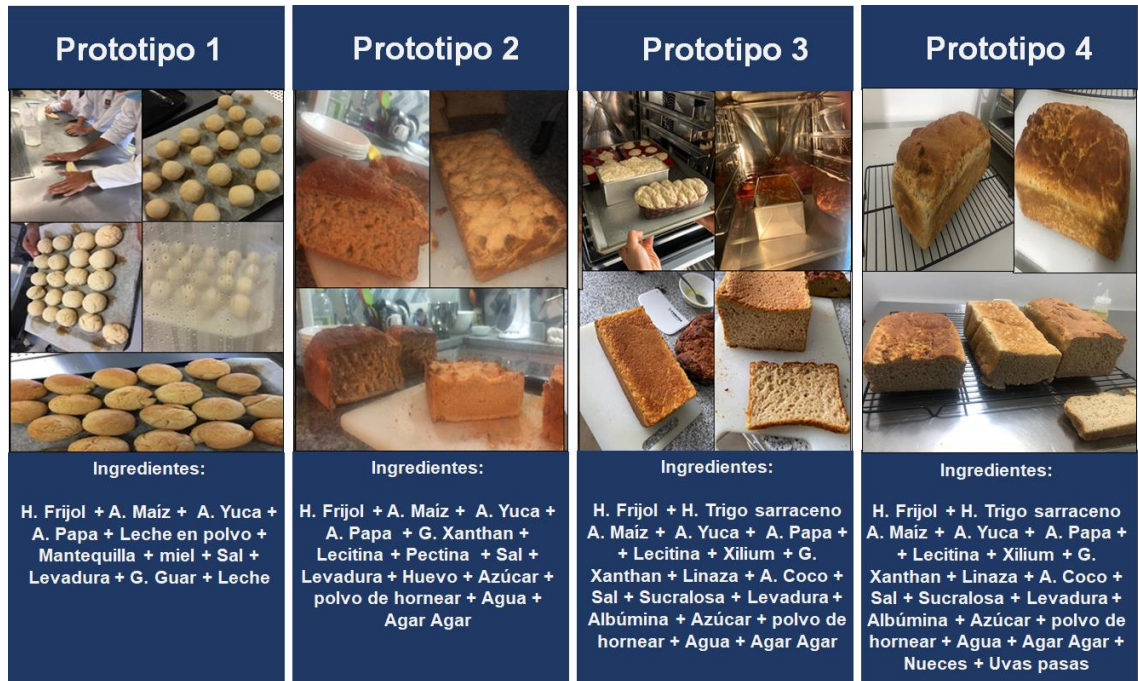 Prototipo 1
Ingredientes:
H. Frijol + A. Maíz + A. Yuca +
A. Papa + Leche en polvo +
Mantequilla + miel + Sal +
Levadura + G. Guar + Leche
Prototipo 2
Ingredientes:
H. Frijol + A. Maíz + A. Yuca +
A. Papa + G. Xanthan +
Lecitina + Pectina + Sal +
Levadura + Huevo + Azúcar +
polvo de hornear + Agua +
Agar Agar
Prototipo 3
Ingredientes:
H. Frijol + H. Trigo sarraceno
A. Maíz + A. Yuca + A. Papa +
+ Lecitina + Xilium + G.
Xanthan + Linaza + A. Coco +
Sal + Sucralosa + Levadura +
Albúmina + Azúcar + polvo de
hornear + Agua + Agar Agar
Prototipo 4
Ingredientes:
H. Frijol + H. Trigo sarraceno
A. Maíz + A. Yuca + A. Papa +
+ Lecitina + Xilium + G.
Xanthan + Linaza + A. Coco +
Sal + Sucralosa + Levadura +
Albúmina + Azúcar + polvo de
hornear + Agua + Agar Agar +
Nueces + Uvas pasas